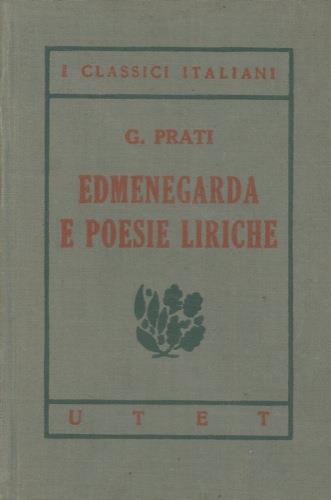 I CLASSICI ITALIANI
G. PRATI
EDMENEGARDA
E POESIE LIRICHE
UTET